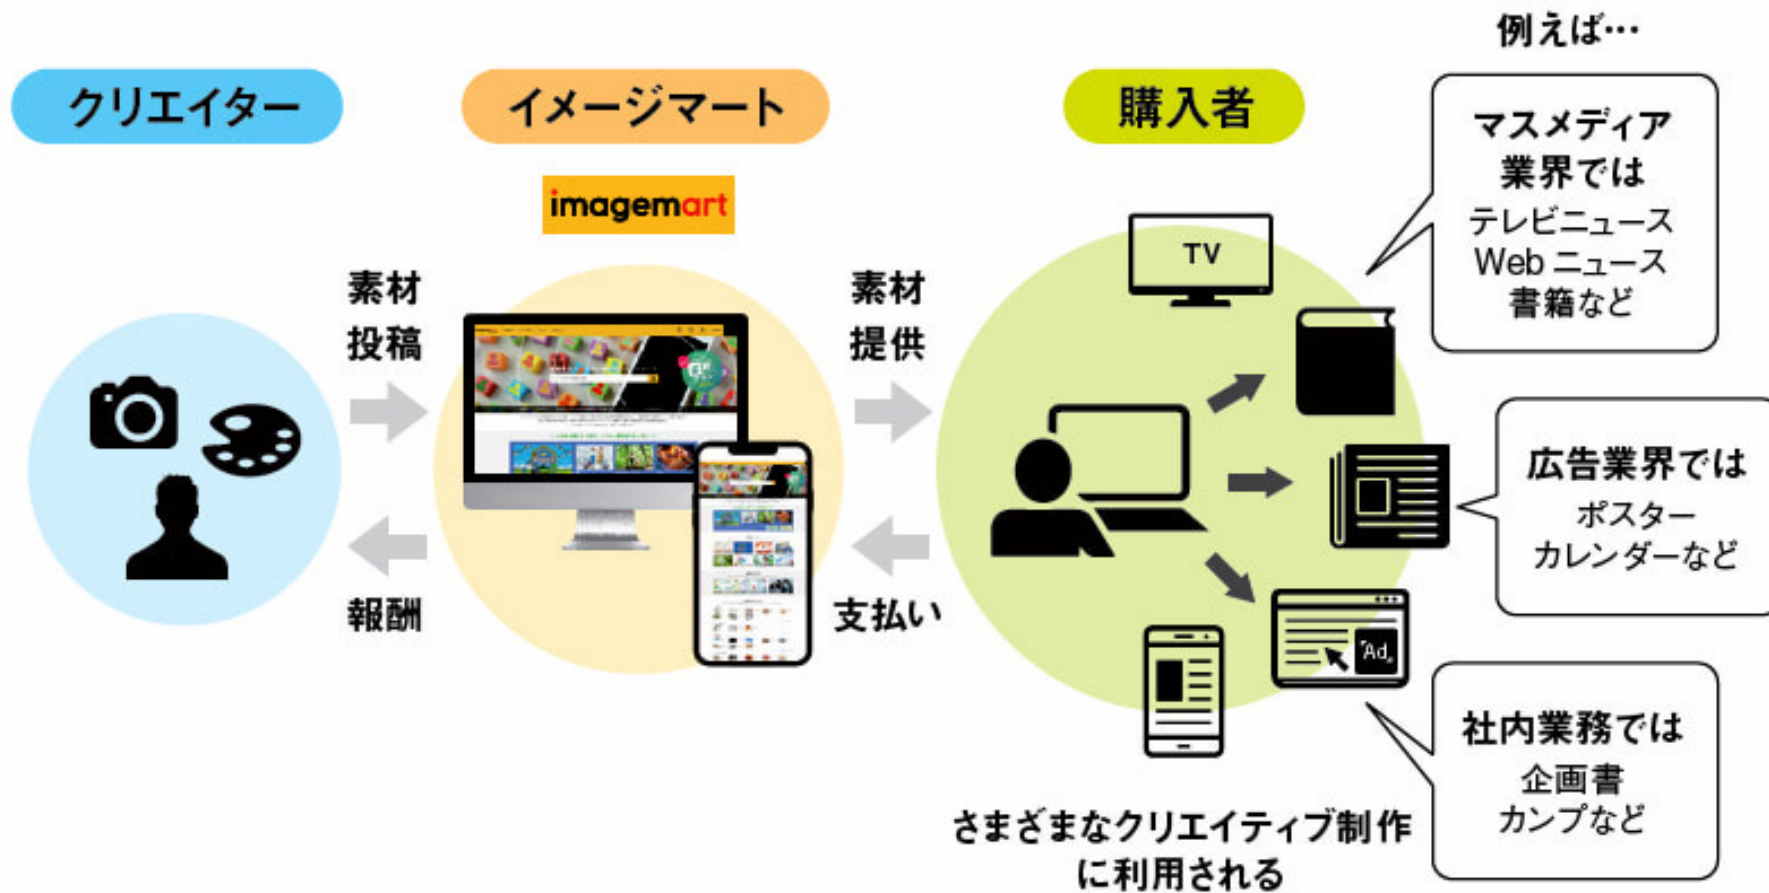 例えば…
クリエイター
イメージマート
購入者
imagemart
素材
投稿
報酬
素材
提供
支払い
TV
Ad
マスメディア
業界では
テレビニュース
Web ニュース
書籍など
広告業界では
ポスター
カレンダーなど
社内業務では
企画書
カンプなど
さまざまなクリエイティブ制作
に利用される